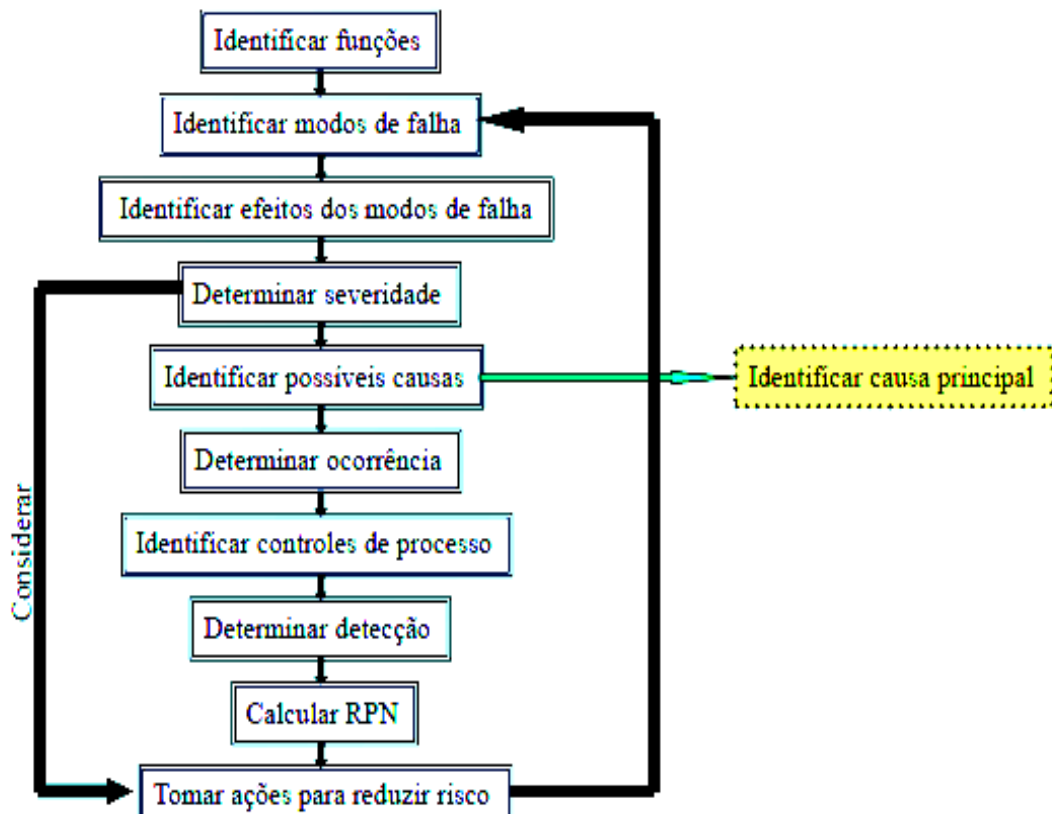 Identificar funções
Identificar modos de falha
Identificar efeitos dos modos de falha
Determinar severidade
Identificar possíveis causas
Identificar causa principal
Determinar ocorrência
Identificar controles de processo
Considerar
Determinar detecção
Calcular RPN
Tomar ações para reduzir risco